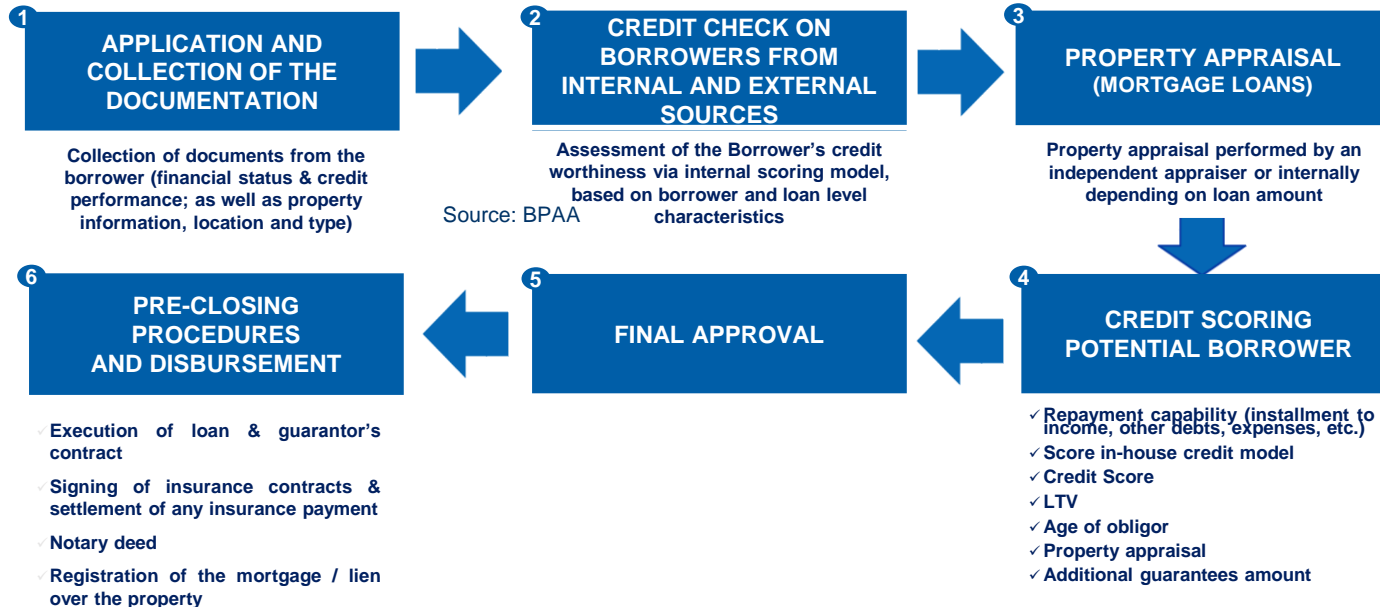 1
APPLICATION AND
COLLECTION OF THE
DOCUMENTATION
Collection of documents from the
borrower (financial status & credit
performance; as well as property
information, location and type)
2
CREDIT CHECK ON
BORROWERS FROM
INTERNAL AND EXTERNAL
SOURCES
Assessment of the Borrower's credit
worthiness via internal scoring model,
based on borrower and loan level
characteristics
Source: BPAA
3
PROPERTY APPRAISAL
(MORTGAGE LOANS)
Property appraisal performed by an
independent appraiser or internally
depending on loan amount
4
CREDIT SCORING
POTENTIAL BORROWER
✓Repayment capability (installment to
income, other debts, expenses, etc.)
✓Score in-house credit model
✓Credit Score
✓LTV
✓Age of obligor
✓Property appraisal
✓Additional guarantees amount
5
FINAL APPROVAL
6
PRE-CLOSING
PROCEDURES
AND DISBURSEMENT
✓Execution of loan & guarantor's
contract
✓Signing of insurance contracts &
settlement of any insurance payment
✓Notary deed
✓Registration of the mortgage / lien
over the property